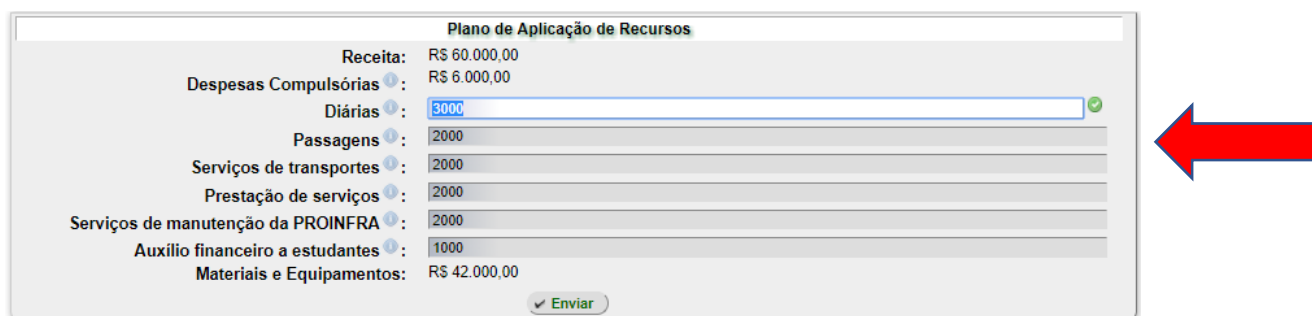 Plano de Aplicação de Recursos
Receita: R$ 60.000,00
Despesas Compulsórias : R$ 6.000,00
Diárias : 3000
Passagens : 2000
Serviços de transportes : 2000
Prestação de serviços : 2000
Serviços de manutenção da PROINFRA : 2000
Auxílio financeiro a estudantes : 1000
Materiais e Equipamentos: R$ 42.000,00
Enviar